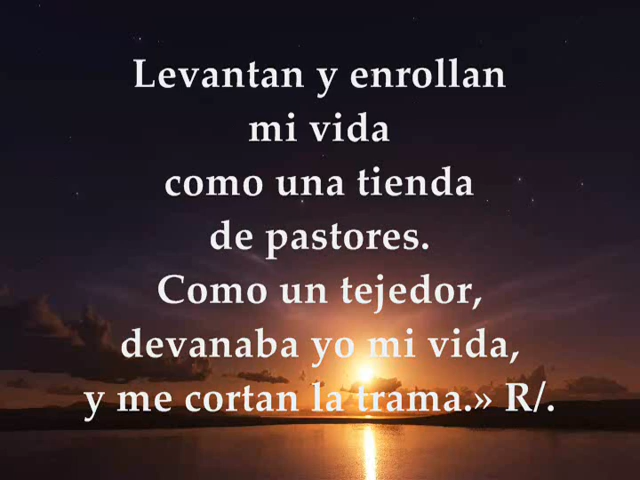 Levantan y enrollan
mi vida
como una tienda
de pastores.
Como un tejedor,
devanaba yo mi vida,
y me cortan la trama.» R/.